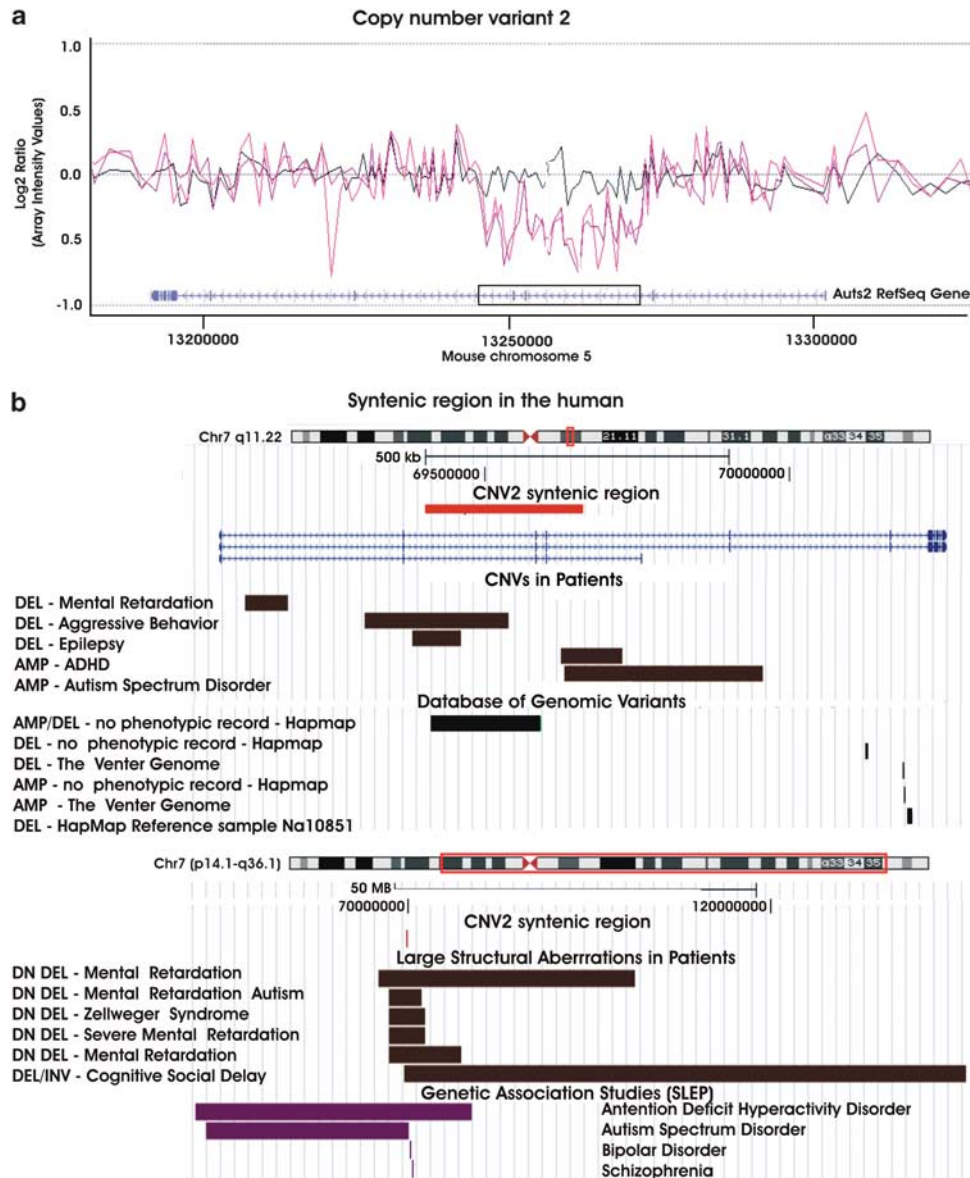 a
Copy number variant 2
1.0
0.5
0.0
0.5
-1.0
Log2 Ratio
(Array Intensity Values)
Auts2 RefSeq Gene
13200000
13250000
13300000
Mouse chromosome 5
b
Syntenic region in the human
Chr7 q11.22
21.11
31.1
q33
34
35
500 kb
69500000
70000000
CNV2 syntenic region
CNVs in Patients
DEL - Mental Retardation
DEL - Aggressive Behavior
DEL - Epilepsy
AMP - ADHD
AMP - Autism Spectrum Disorder
Database of Genomic Variants
AMP/DEL - no phenotypic record - Hapmap
DEL - no phenotypic record - Hapmap
DEL - The Venter Genome
AMP - no phenotypic record - Hapmap
AMP - The Venter Genome
DEL - HapMap Reference sample Na10851
Chr7 (p14.1-q36.1)
q33
34
35
50 MB
70000000
120000000
CNV2 syntenic region
Large Structural Aberrrations in Patients
DN DEL - Mental Retardation
DN DEL - Mental Retardation Autism
DN DEL - Zellweger Syndrome
DN DEL - Severe Mental Retardation
DN DEL - Mental Retardation
DEL/INV - Cognitive Social Delay
Genetic Association Studies (SLEP)
Antention Deficit Hyperactivity Disorder
Autism Spectrum Disorder
Bipolar Disorder
Schizophrenia